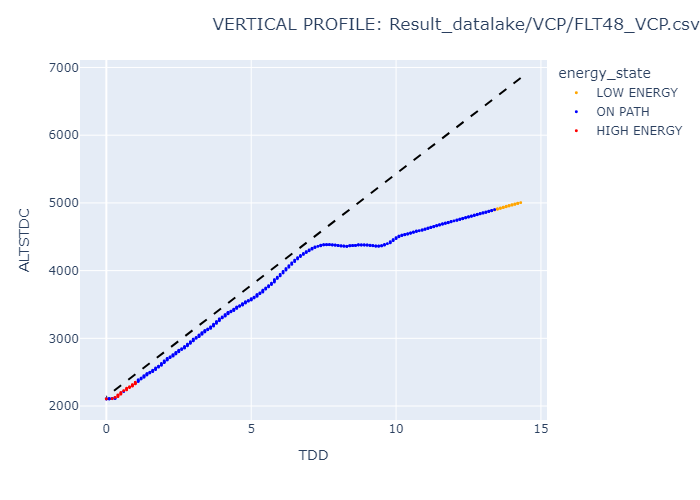 VERTICAL PROFILE: Result_datalake/VCP/FLT48_VCP.csv
energy_state
LOW ENERGY
ON PATH
HIGH ENERGY
7000
6000
5000
4000
3000
2000
ALTSTDC
0
5
10
15
TDD